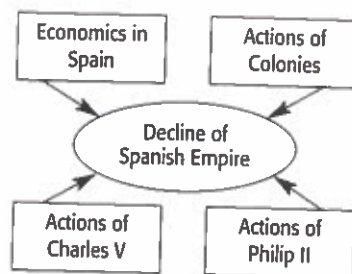 Economics in
Spain
Actions of
Colonies
Decline of
Spanish Empire
Actions of
Charles V
Actions of
Philip II